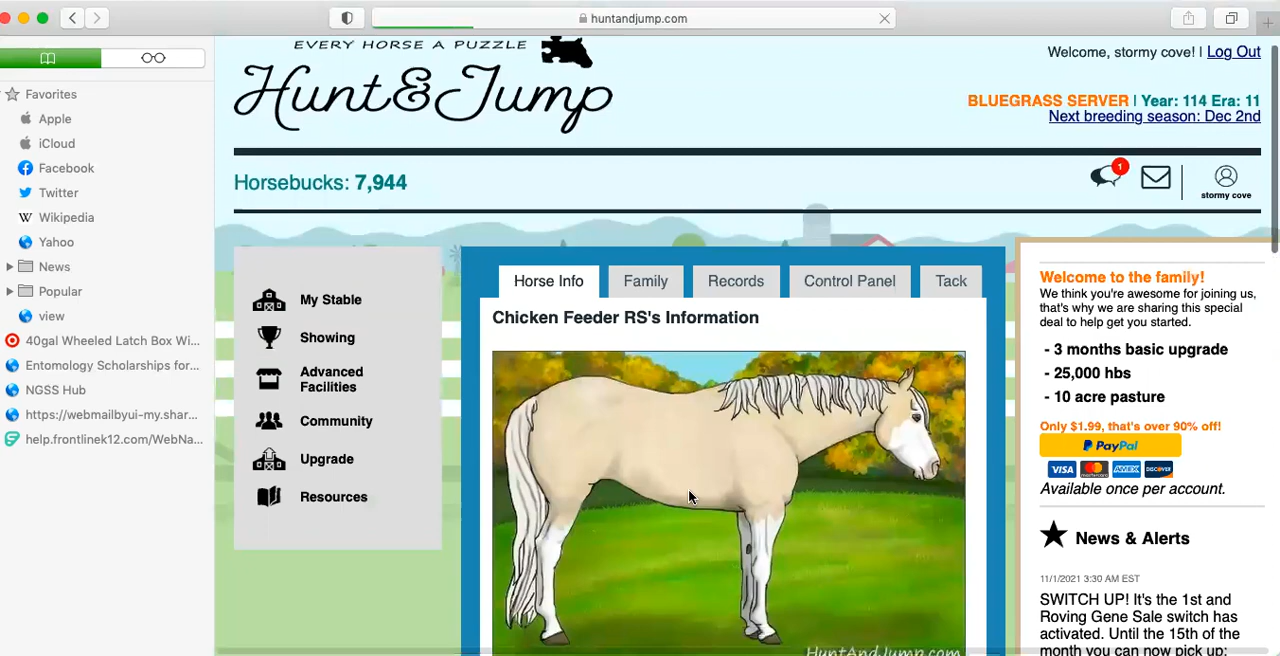 huntandjump.com
Favorites
Apple
iCloud
Facebook
Twitter
Wikipedia
Yahoo
News
Popular
view
40gal Wheeled Latch Box Wi...
Entomology Scholarships for...
NGSS Hub
https://webmailbyui-my.shar...
help.frontlinek12.com/WebNa...
EVERY HORSE A PUZZLE
Hunt&Jump
Welcome, stormy cove! | Log Out
BLUEGRASS SERVER | Year: 114 Era: 11
Next breeding season: Dec 2nd
Horsebucks: 7,944
1
stormy cove
My Stable
Showing
Advanced
Facilities
Community
Upgrade
Resources
Horse Info Family Records Control Panel Tack
Chicken Feeder RS's Information
HuntAndJump.com
Welcome to the family!
We think you're awesome for joining us,
that's why we are sharing this special
deal to help get you started.
- 3 months basic upgrade
- 25,000 hbs
- 10 acre pasture
Only $1.99, that's over 90% off!
PayPal
VISA mastercard AMEX DISCOVER
Available once per account.
News & Alerts
11/1/2021 3:30 AM EST
SWITCH UP! It's the 1st and
Roving Gene Sale switch has
activated. Until the 15th of the
month you can now pick up: